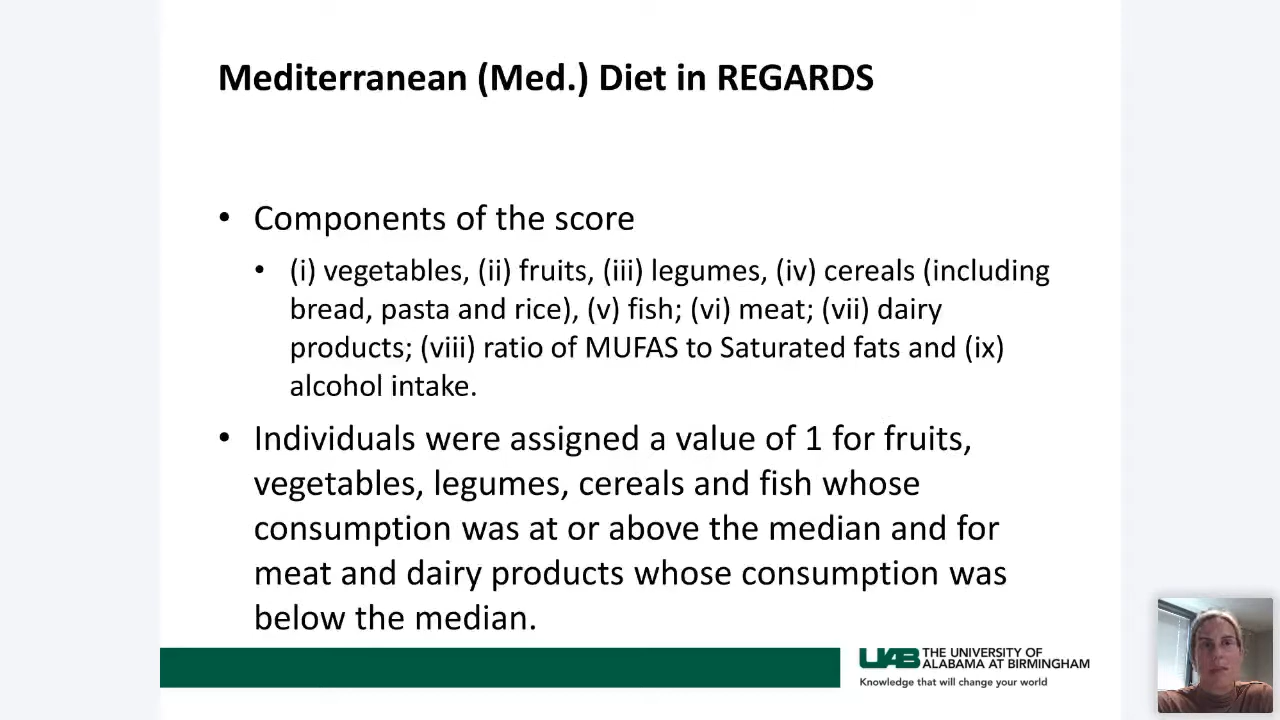 Mediterranean (Med.) Diet in REGARDS
• Components of the score
• (i) vegetables, (ii) fruits, (iii) legumes, (iv) cereals (including
bread, pasta and rice), (v) fish; (vi) meat; (vii) dairy
products; (viii) ratio of MUFAS to Saturated fats and (ix)
alcohol intake.
• Individuals were assigned a value of 1 for fruits,
vegetables, legumes, cereals and fish whose
consumption was at or above the median and for
meat and dairy products whose consumption was
below the median.
UAB THE UNIVERSITY OF
ALABAMA AT BIRMINGHAM
Knowledge that will change your world